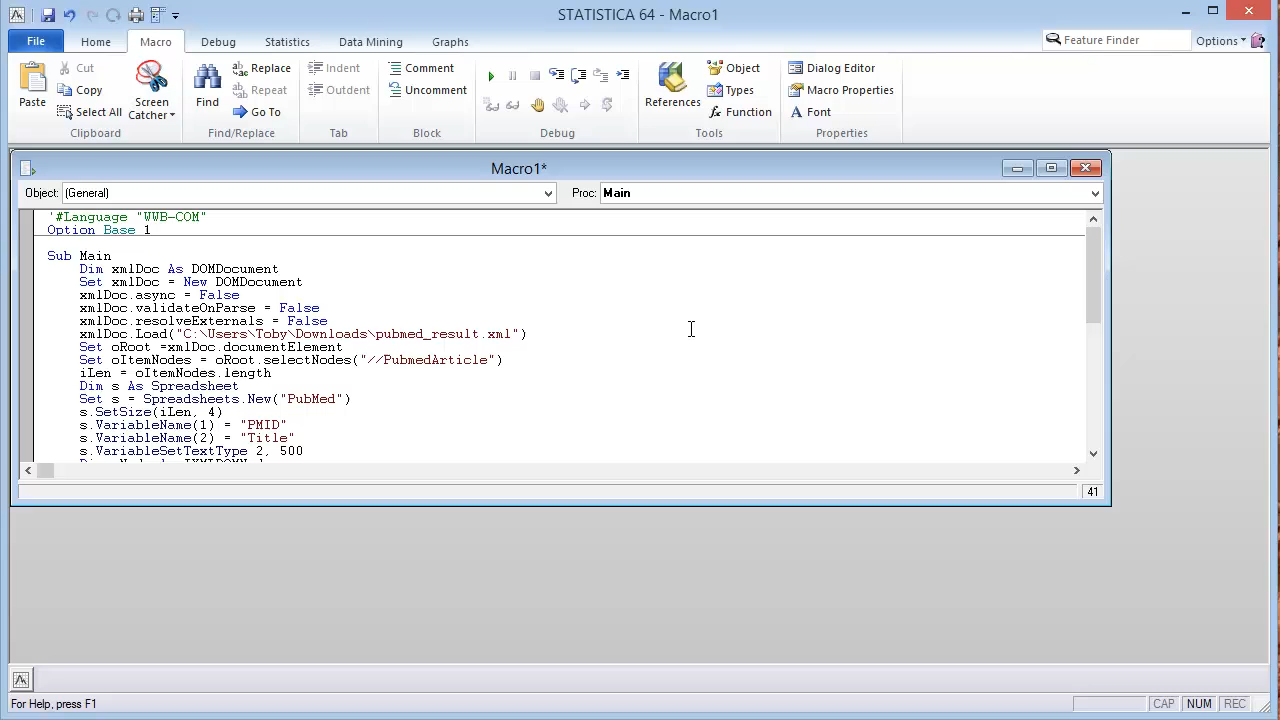 STATISTICA 64 - Macro1
File Home Macro Debug Statistics Data Mining Graphs Feature Finder Options
Paste Cut Copy Select All Screen Catcher Find Replace Repeat Go To Indent Outdent Comment Uncomment References Object Types Function Dialog Editor Macro Properties Font
Clipboard Find/Replace Tab Block Debug Tools Properties
Macro1*
Object: (General) Proc: Main
'#Language "WWB-COM"
Option Base 1
Sub Main
Dim xmlDoc As DOMDocument
Set xmlDoc = New DOMDocument
xmlDoc.async = False
xmlDoc.validateOnParse = False
xmlDoc.resolveExternals = False
xmlDoc.Load("C:\Users\Toby\Downloads\pubmed_result.xml")
Set oRoot =xmlDoc.documentElement
Set oItemNodes = oRoot.selectNodes("//PubmedArticle")
iLen = oItemNodes.length
Dim s As Spreadsheet
Set s = Spreadsheets.New("PubMed")
s.SetSize(iLen, 4)
s.VariableName(1) = "PMID"
s.VariableName(2) = "Title"
s.VariableSetTextType 2, 500
41
For Help, press F1
CAP NUM REC